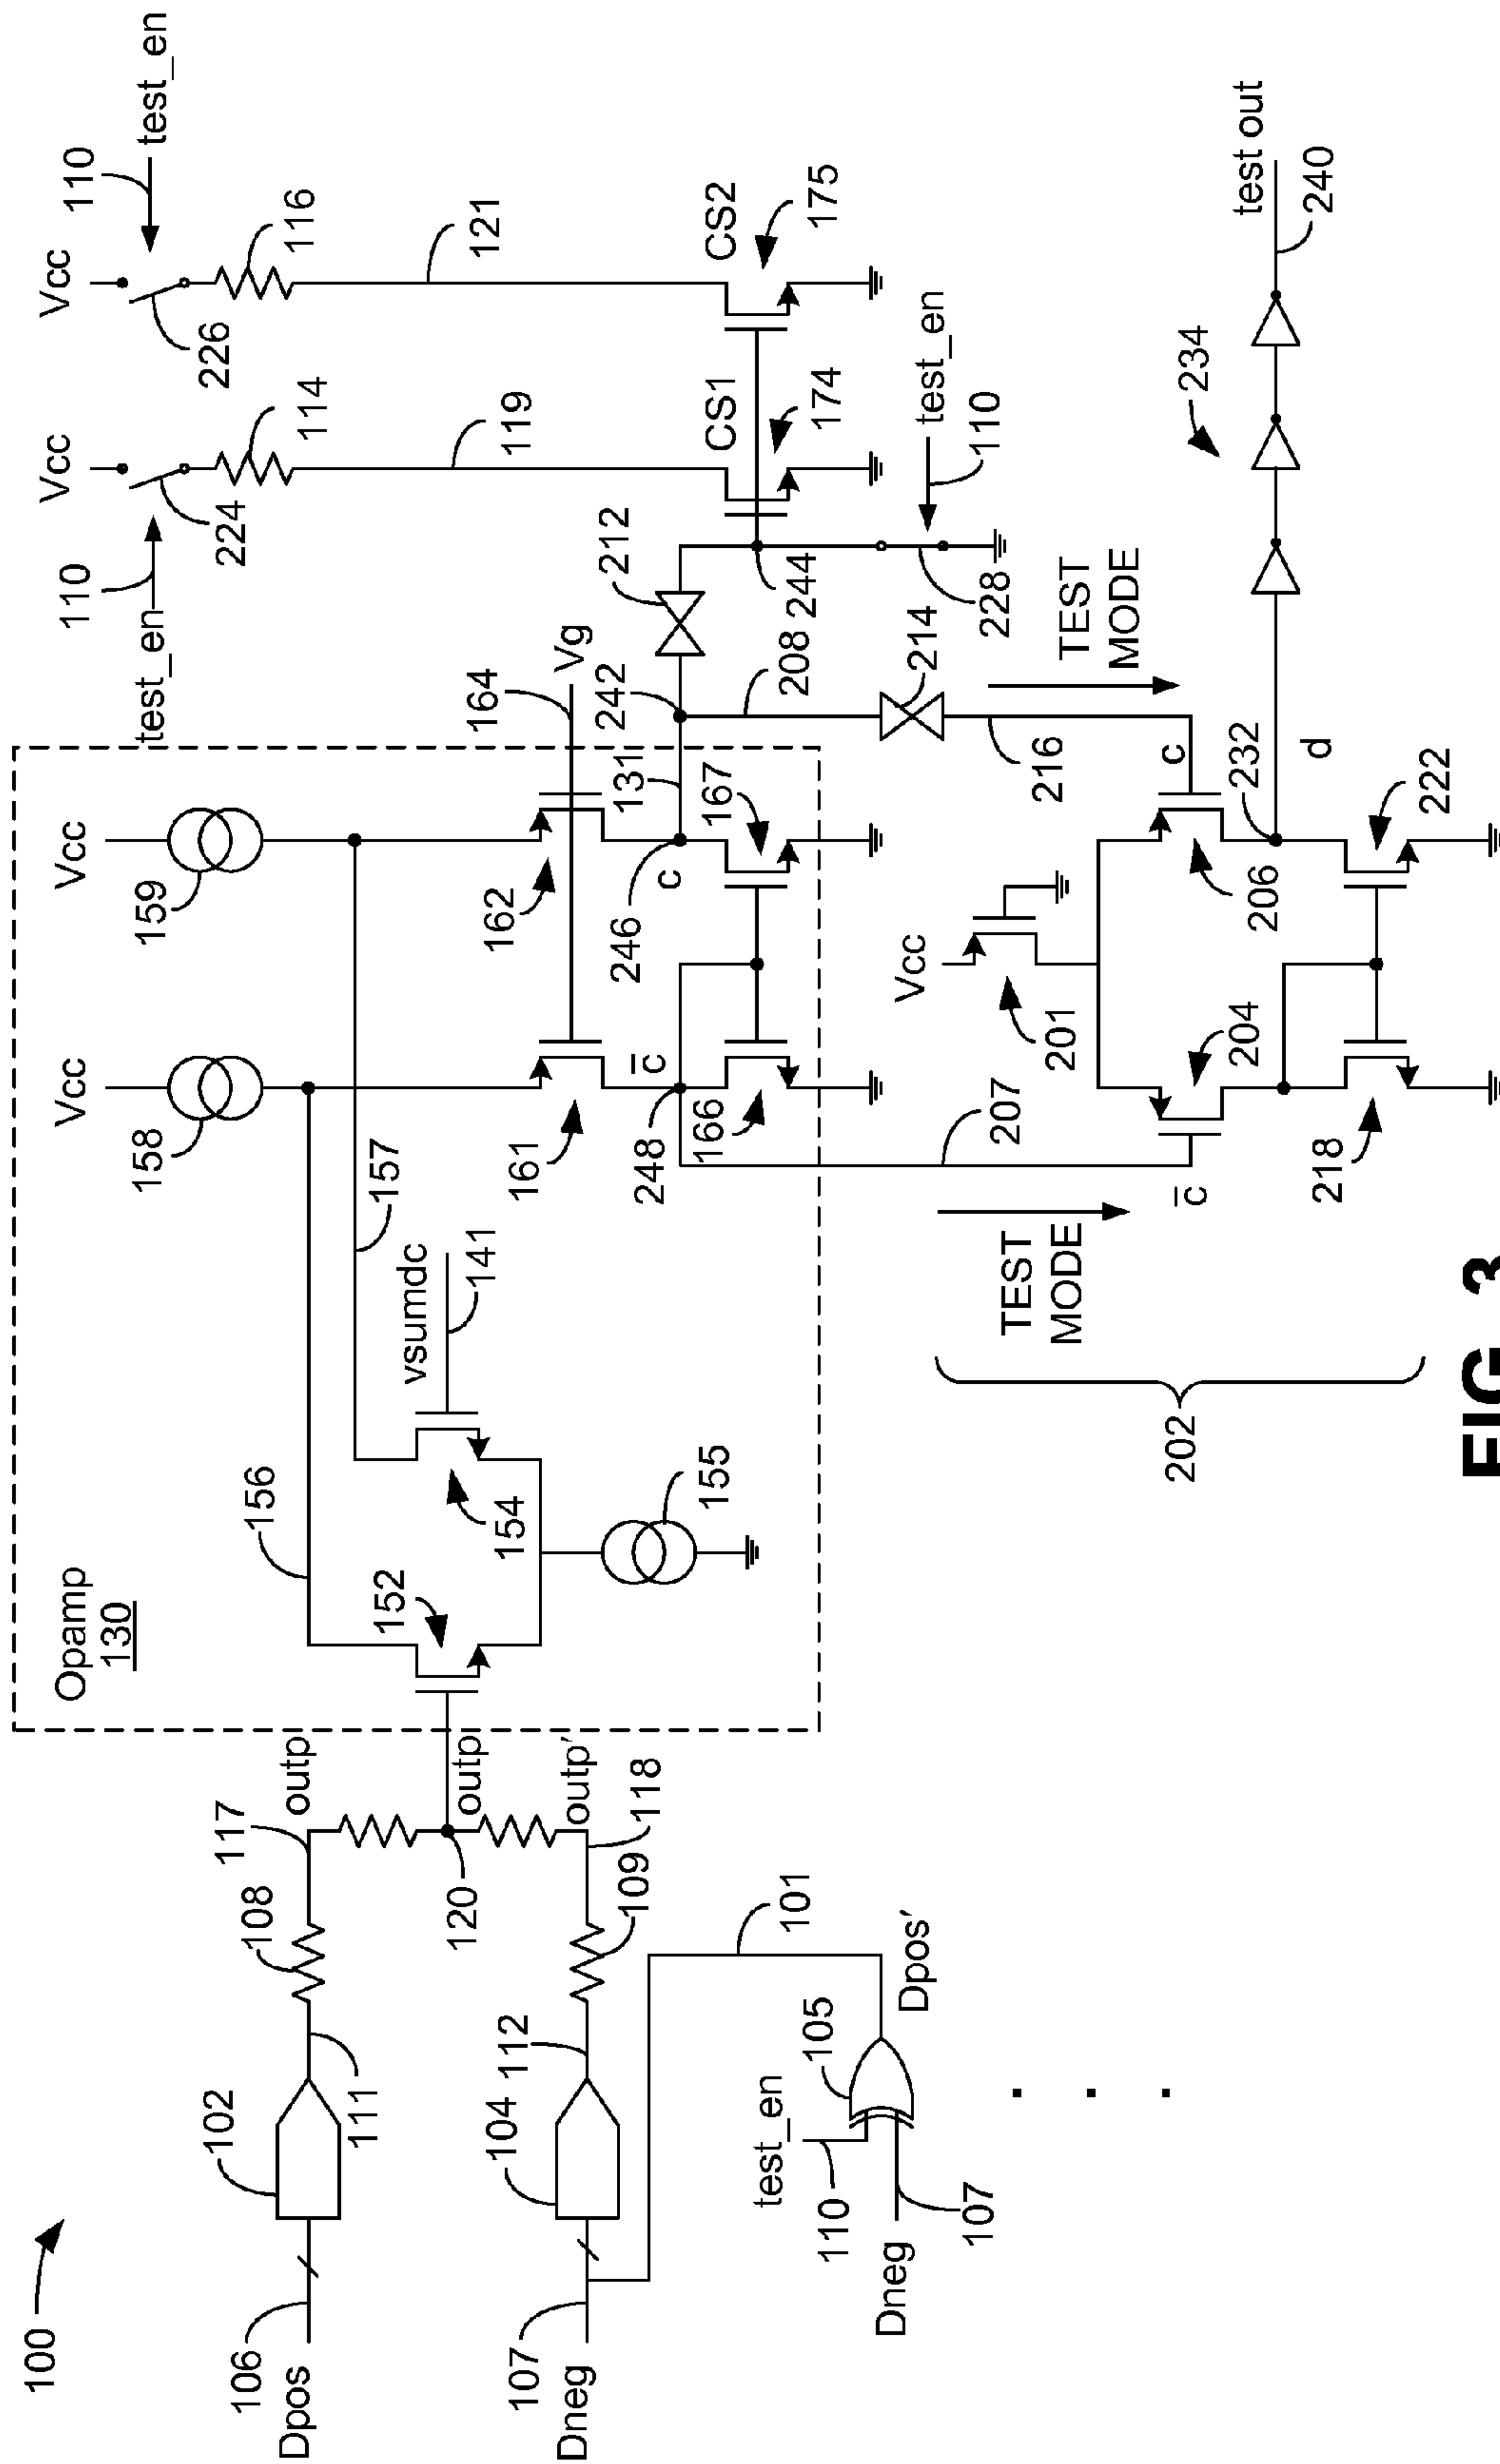 100
106
Dpos
102
111
108
117
outp
120
outp
outp'
118
109
107
Dneg
104
112
101
Dpos'
105
test_en
110
Dneg
107
Opamp
130
156
152
154
155
157
vsumdc
141
Vcc
158
Vcc
159
161
162
164
Vg
c̅
248
166
246
c
131
167
242
212
208
244
228
214
216
test_en
110
TEST
MODE
Vcc
224
114
119
CS1
174
110
test_en
Vcc
226
116
121
CS2
175
110
test_en
207
TEST
MODE
202
c̅
204
218
Vcc
201
c
206
232
d
222
234
test out
240
FIG. 3